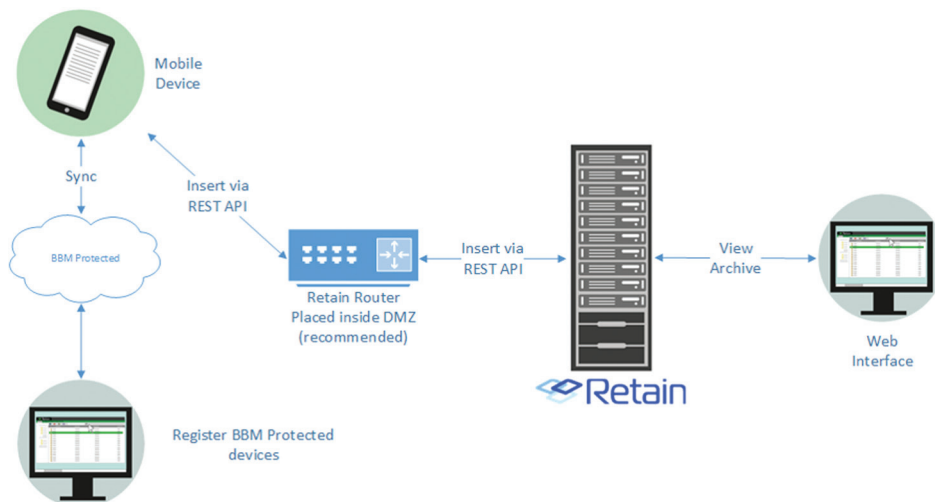 Mobile
Device
Sync
Insert via
REST API
BBM Protected
Insert via
REST API
View
Archive
Retain Router
Placed inside DMZ
(recommended)
Web
Interface
Retain
Register BBM Protected
devices